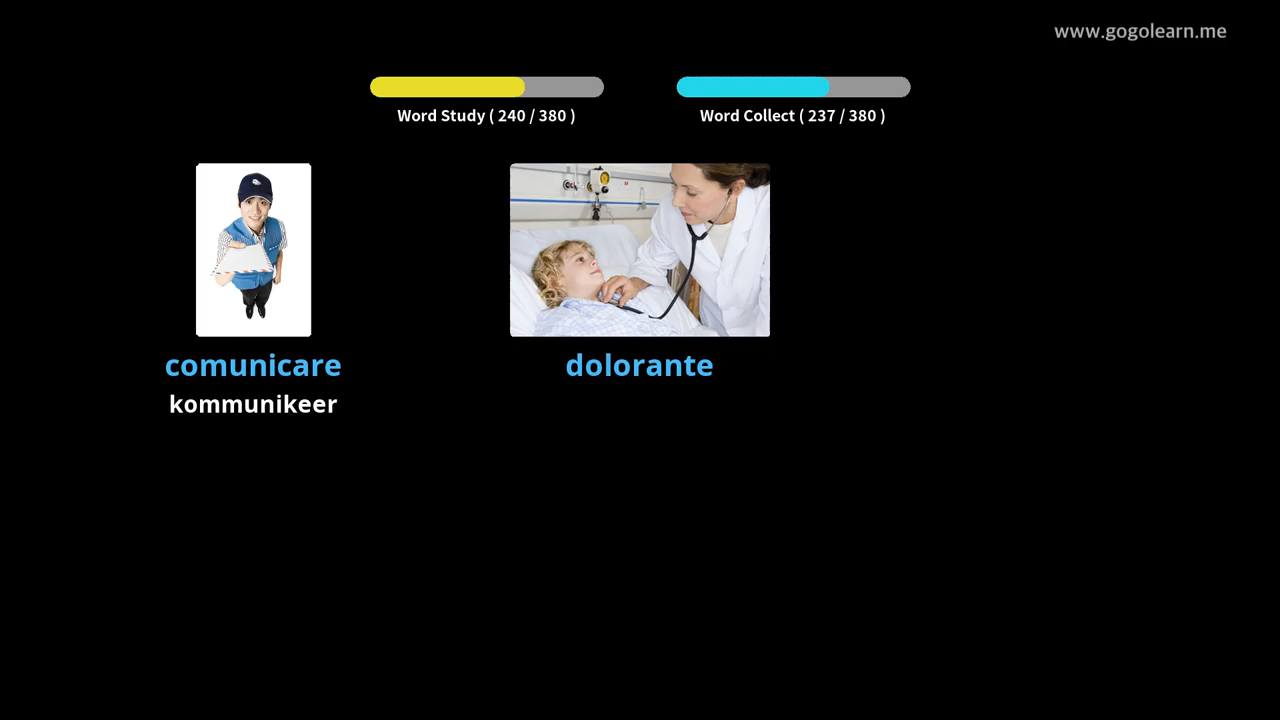 www.gogolearn.me
Word Study ( 240 / 380 )
Word Collect ( 237 / 380 )
comunicare
dolorante
kommunikeer